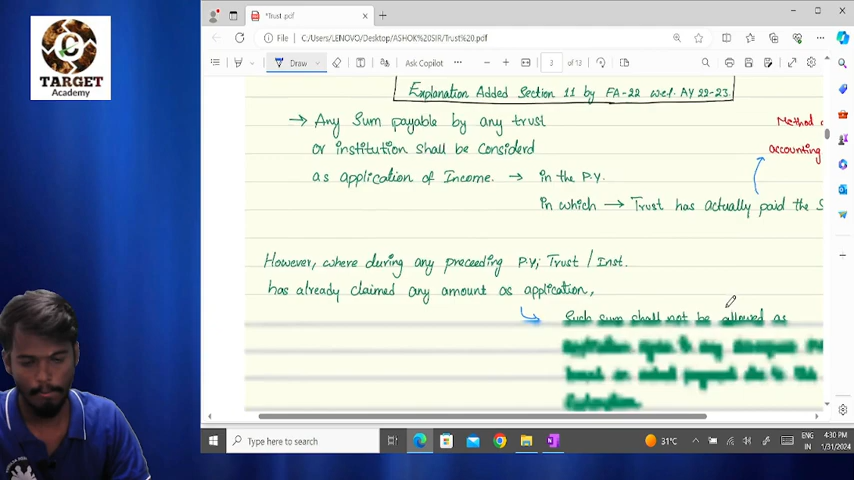 TARGET
Academy
*Trust .pdf
File | C:/Users/LENOVO/Desktop/ASHOK%20SIR/Trust%20.pdf
Draw
Ask Copilot
3 of 13
Explanation Added Section 11 by FA-22 w.e.f. AY 22-23.
→ Any Sum payable by any trust
or institution shall be Considerd
as application of Income. → in the P.Y.
In which → Trust has actually paid the S
Method o
accounting
However, where during any preceeding P.Y; Trust / Inst.
has already claimed any amount as application,
Such sum shall not be allowed as
Type here to search
31°C
ENG
IN
4:30 PM
1/31/2024